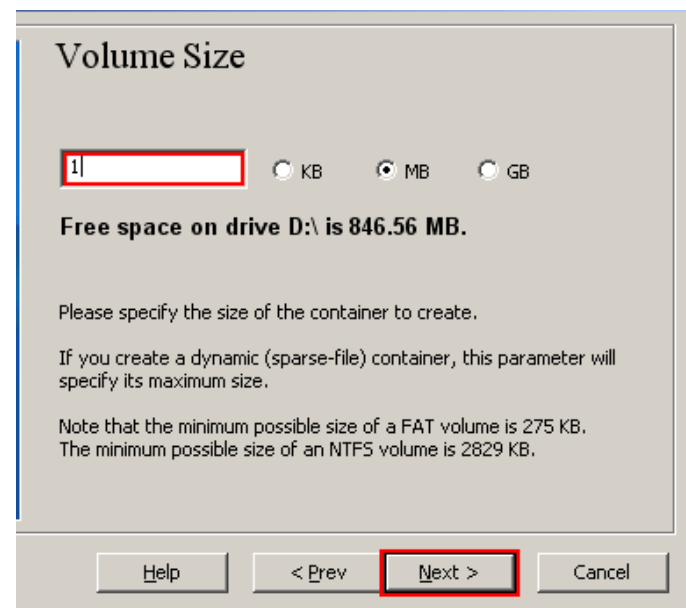 Volume Size
1 KB MB GB
Free space on drive D:\ is 846.56 MB.
Please specify the size of the container to create.
If you create a dynamic (sparse-file) container, this parameter will
specify its maximum size.
Note that the minimum possible size of a FAT volume is 275 KB.
The minimum possible size of an NTFS volume is 2829 KB.
Help < Prev Next > Cancel